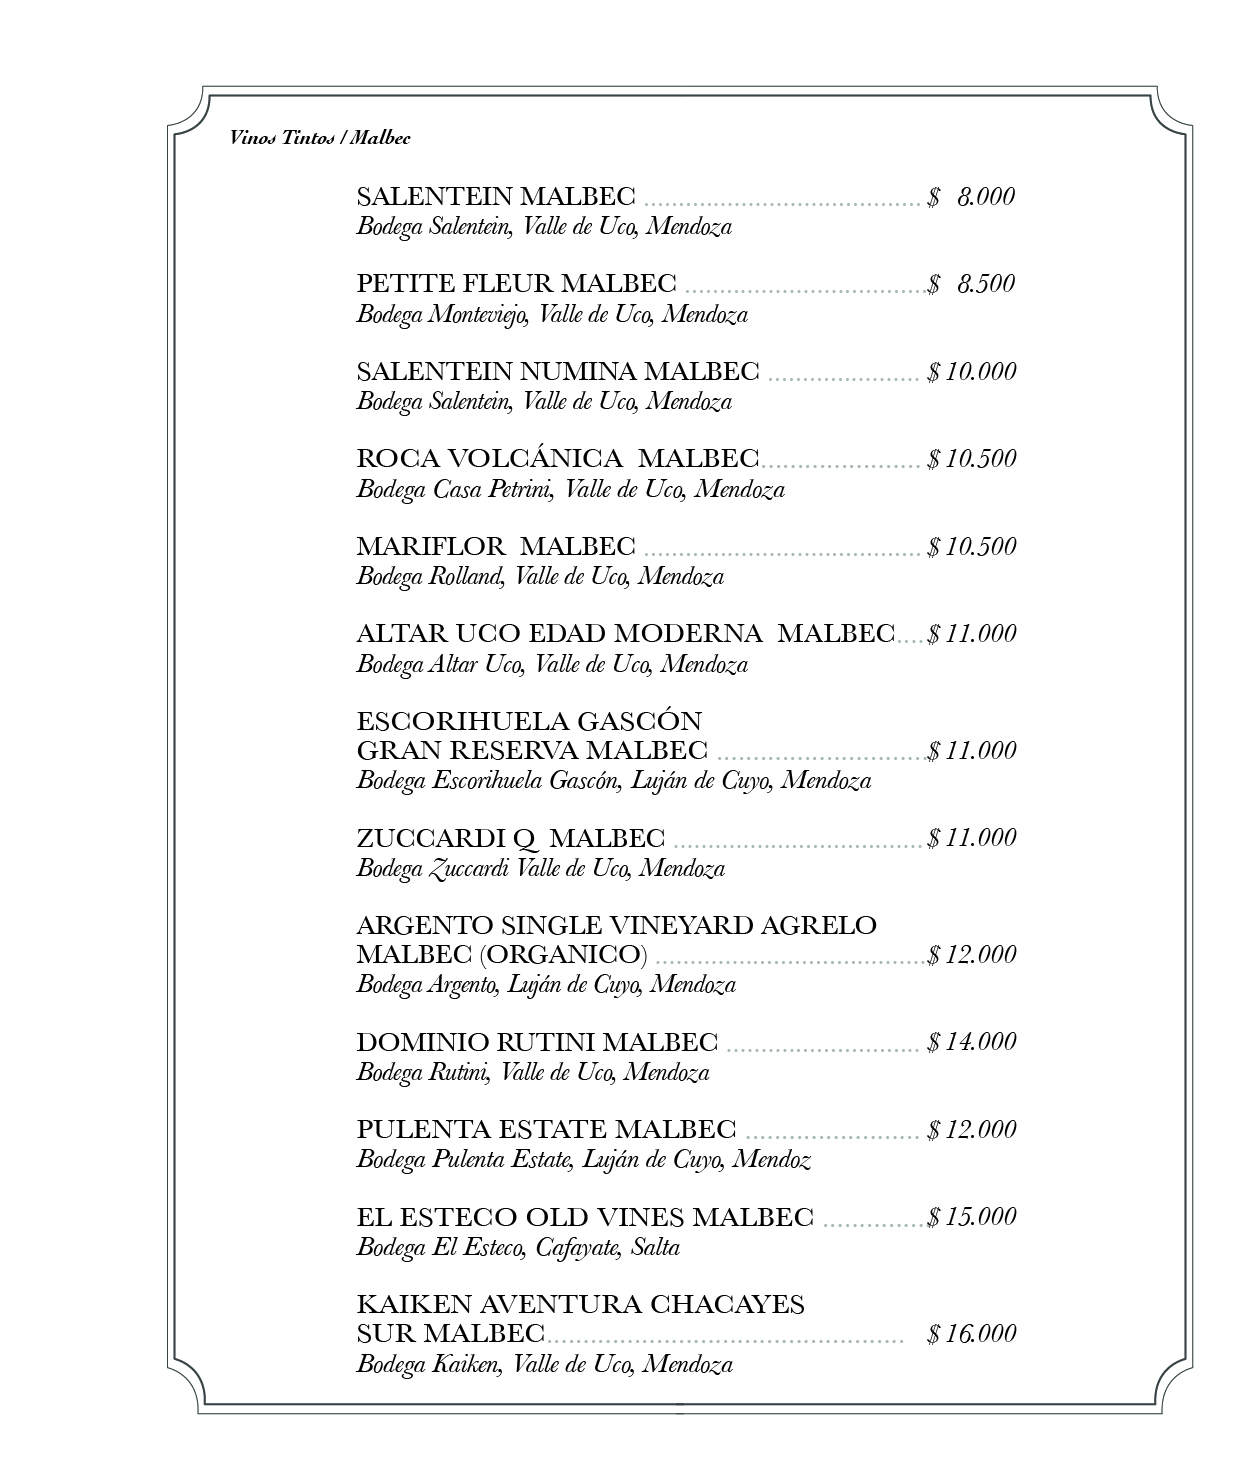 Vinos Tintos / Malbec
SALENTEIN MALBEC ........................................ $ 8.000
Bodega Salentein, Valle de Uco, Mendoza
PETITE FLEUR MALBEC ................................... $ 8.500
Bodega Monteviejo, Valle de Uco, Mendoza
SALENTEIN NUMINA MALBEC ...................... $ 10.000
Bodega Salentein, Valle de Uco, Mendoza
ROCA VOLCÁNICA MALBEC....................... $ 10.500
Bodega Casa Petrini, Valle de Uco, Mendoza
MARIFLOR MALBEC ........................................ $ 10.500
Bodega Rolland, Valle de Uco, Mendoza
ALTAR UCO EDAD MODERNA MALBEC.... $ 11.000
Bodega Altar Uco, Valle de Uco, Mendoza
ESCORIHUELA GASCÓN
GRAN RESERVA MALBEC .............................. $ 11.000
Bodega Escorihuela Gascón, Luján de Cuyo, Mendoza
ZUCCARDI Q MALBEC .................................... $ 11.000
Bodega Zuccardi Valle de Uco, Mendoza
ARGENTO SINGLE VINEYARD AGRELO
MALBEC (ORGANICO) ....................................... $ 12.000
Bodega Argento, Luján de Cuyo, Mendoza
DOMINIO RUTINI MALBEC ............................ $ 14.000
Bodega Rutini, Valle de Uco, Mendoza
PULENTA ESTATE MALBEC ......................... $ 12.000
Bodega Pulenta Estate, Luján de Cuyo, Mendoz
EL ESTECO OLD VINES MALBEC ............... $ 15.000
Bodega El Esteco, Cafayate, Salta
KAIKEN AVENTURA CHACAYES
SUR MALBEC.................................................... $ 16.000
Bodega Kaiken, Valle de Uco, Mendoza